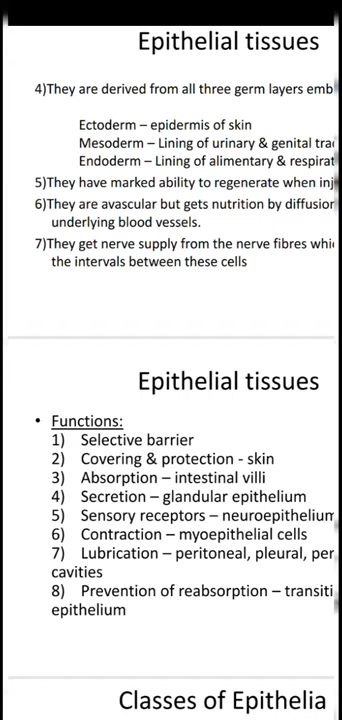 Epithelial tissues
4)They are derived from all three germ layers emb
Ectoderm – epidermis of skin
Mesoderm – Lining of urinary & genital tra
Endoderm – Lining of alimentary & respirat
5)They have marked ability to regenerate when inj
6)They are avascular but gets nutrition by diffusion
underlying blood vessels.
7)They get nerve supply from the nerve fibres whi
the intervals between these cells
Epithelial tissues
• Functions:
1) Selective barrier
2) Covering & protection - skin
3) Absorption – intestinal villi
4) Secretion – glandular epithelium
5) Sensory receptors – neuroepithelium
6) Contraction – myoepithelial cells
7) Lubrication – peritoneal, pleural, per
cavities
8) Prevention of reabsorption – transiti
epithelium
Classes of Epithelia